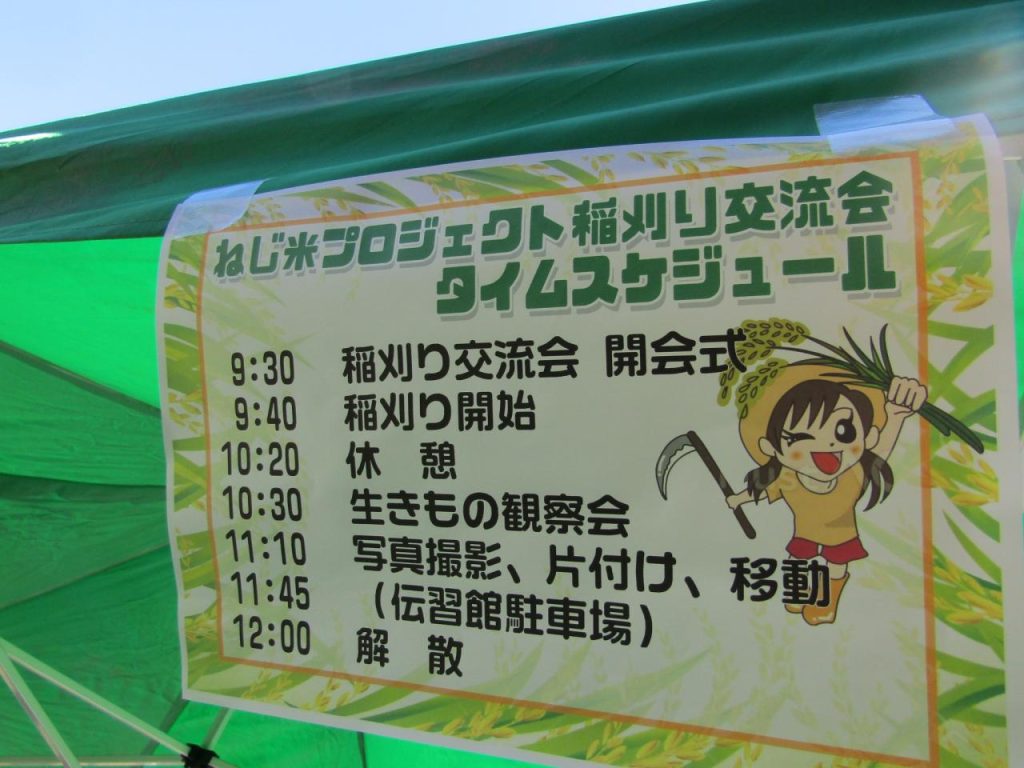 ねじ米プロジェクト稲刈り交流会
タイムスケジュール
9:30 稲刈り交流会 開会式
9:40 稲刈り開始
10:20 休 憩
10:30 生きもの観察会
11:10 写真撮影、片付け、移動
11:45 (伝習館駐車場)
12:00 解 散